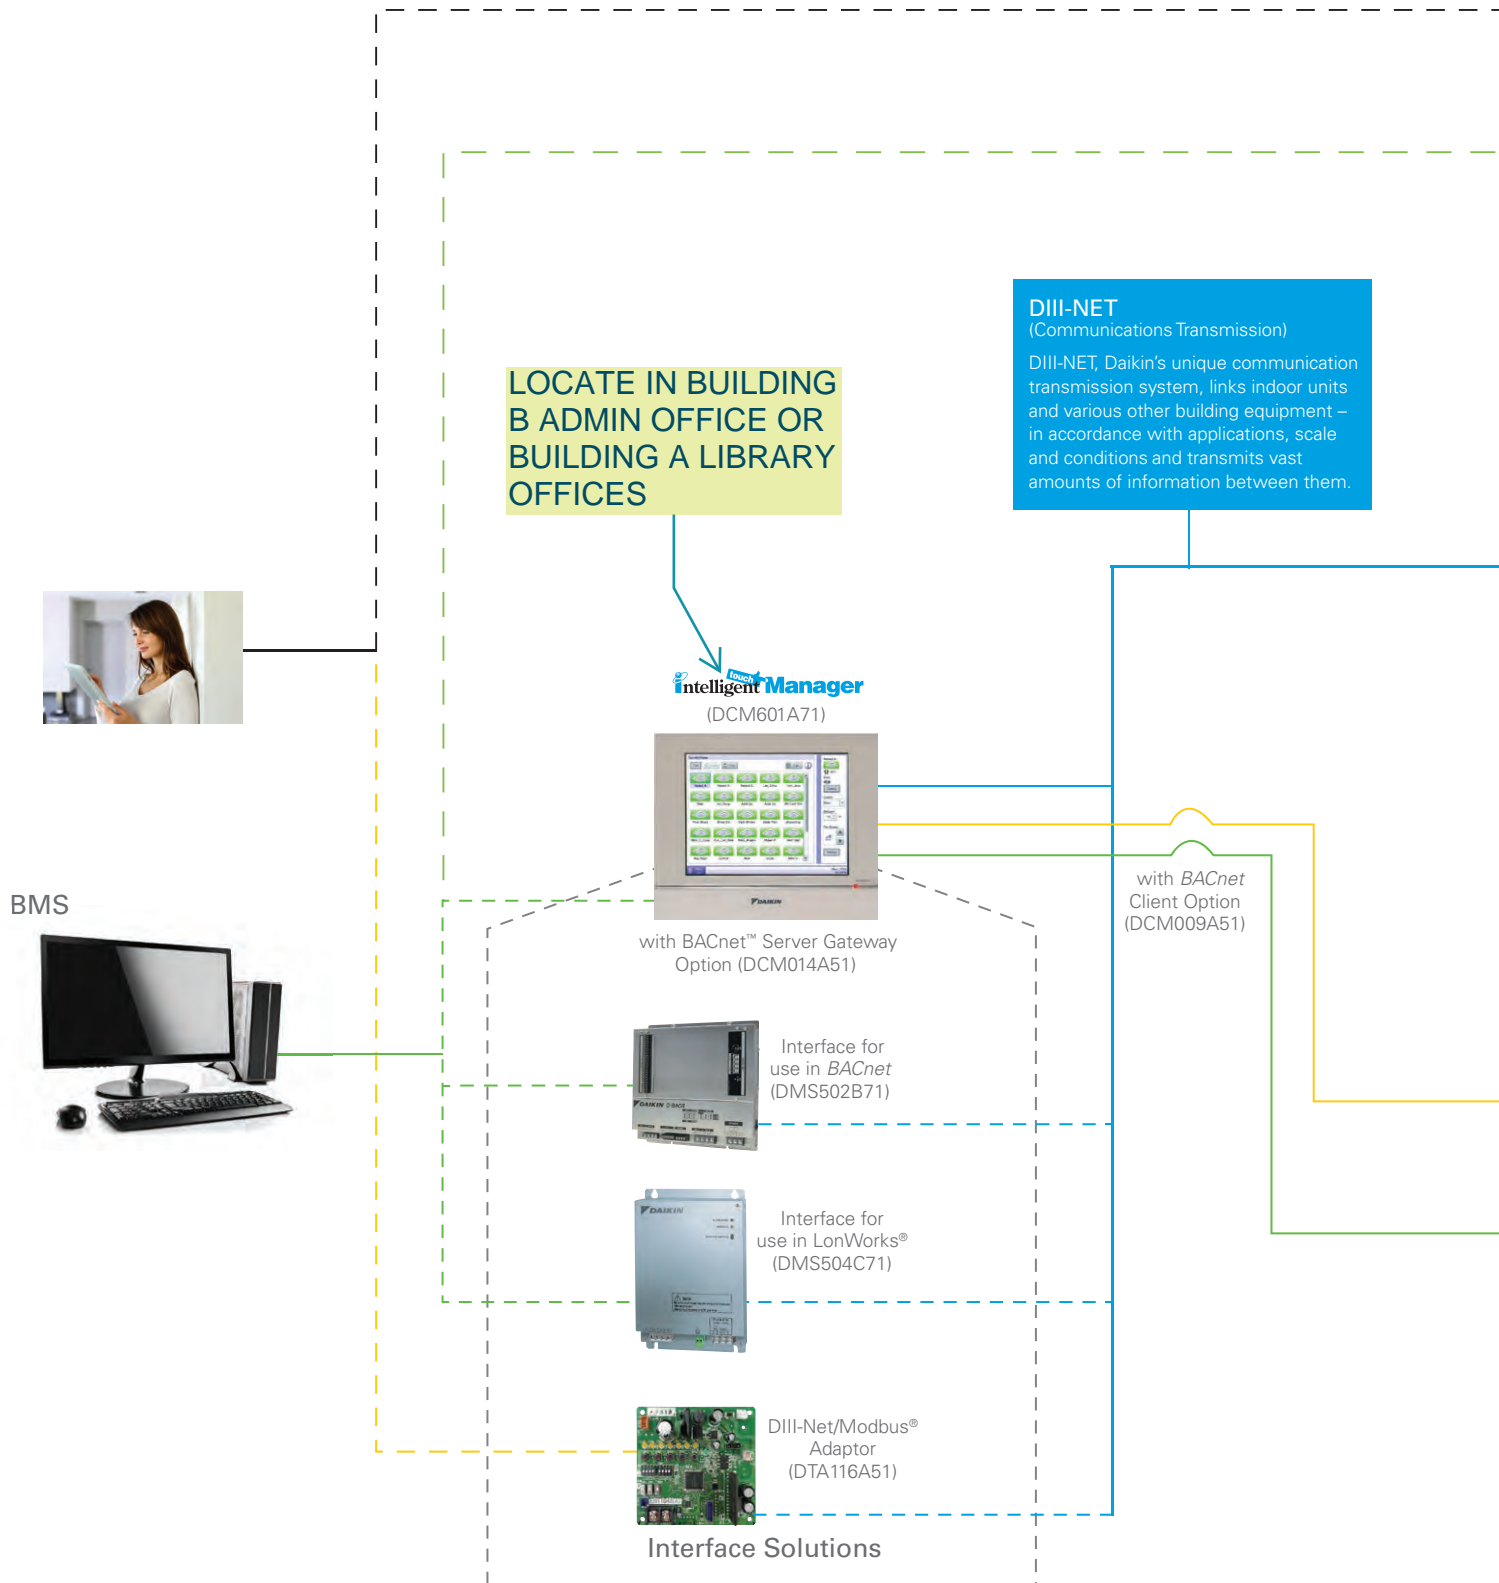 DIII-NET
(Communications Transmission)
DIII-NET, Daikin's unique communication
transmission system, links indoor units
and various other building equipment –
in accordance with applications, scale
and conditions and transmits vast
amounts of information between them.
LOCATE IN BUILDING
B ADMIN OFFICE OR
BUILDING A LIBRARY
OFFICES
intelligent touch Manager
(DCM601A71)
DAIKIN
with BACnet™ Server Gateway
Option (DCM014A51)
with BACnet
Client Option
(DCM009A51)
BMS
Interface for
use in BACnet
(DMS502B71)
DAIKIN
Interface for
use in LonWorks®
(DMS504C71)
DAIKIN
DIII-Net/Modbus®
Adaptor
(DTA116A51)
Interface Solutions